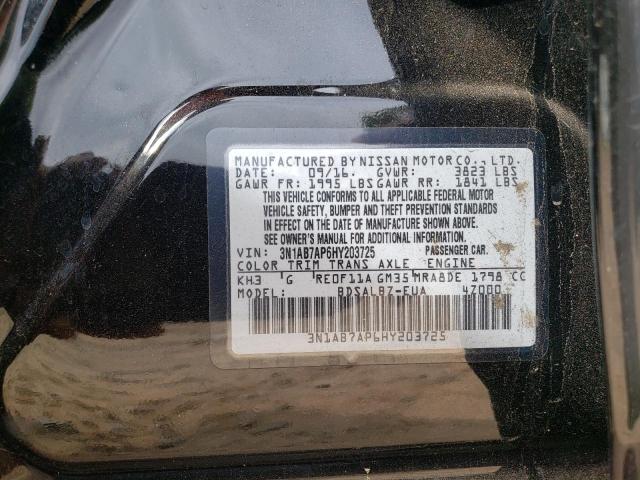 MANUFACTURED BY NISSAN MOTOR CO., LTD.
DATE: 09/16. GVWR: 3823 LBS
GAWR FR: 1995 LBS GAWR RR: 1841 LBS
THIS VEHICLE CONFORMS TO ALL APPLICABLE FEDERAL MOTOR
VEHICLE SAFETY, BUMPER AND THEFT PREVENTION STANDARDS
IN EFFECT ON THE DATE OF MANUFACTURE SHOWN ABOVE.
SEE OWNER'S MANUAL FOR ADDITIONAL INFORMATION
VIN: 3N1AB7AP6HY203725 PASSENGER CAR.
COLOR TRIM TRANS AXLE ENGINE
KH3 G RE0F11A GM35 MRA8DE 1798 CC
MODEL: BDSALBZ-EUA 4Z000
3N1AB7AP6HY203725